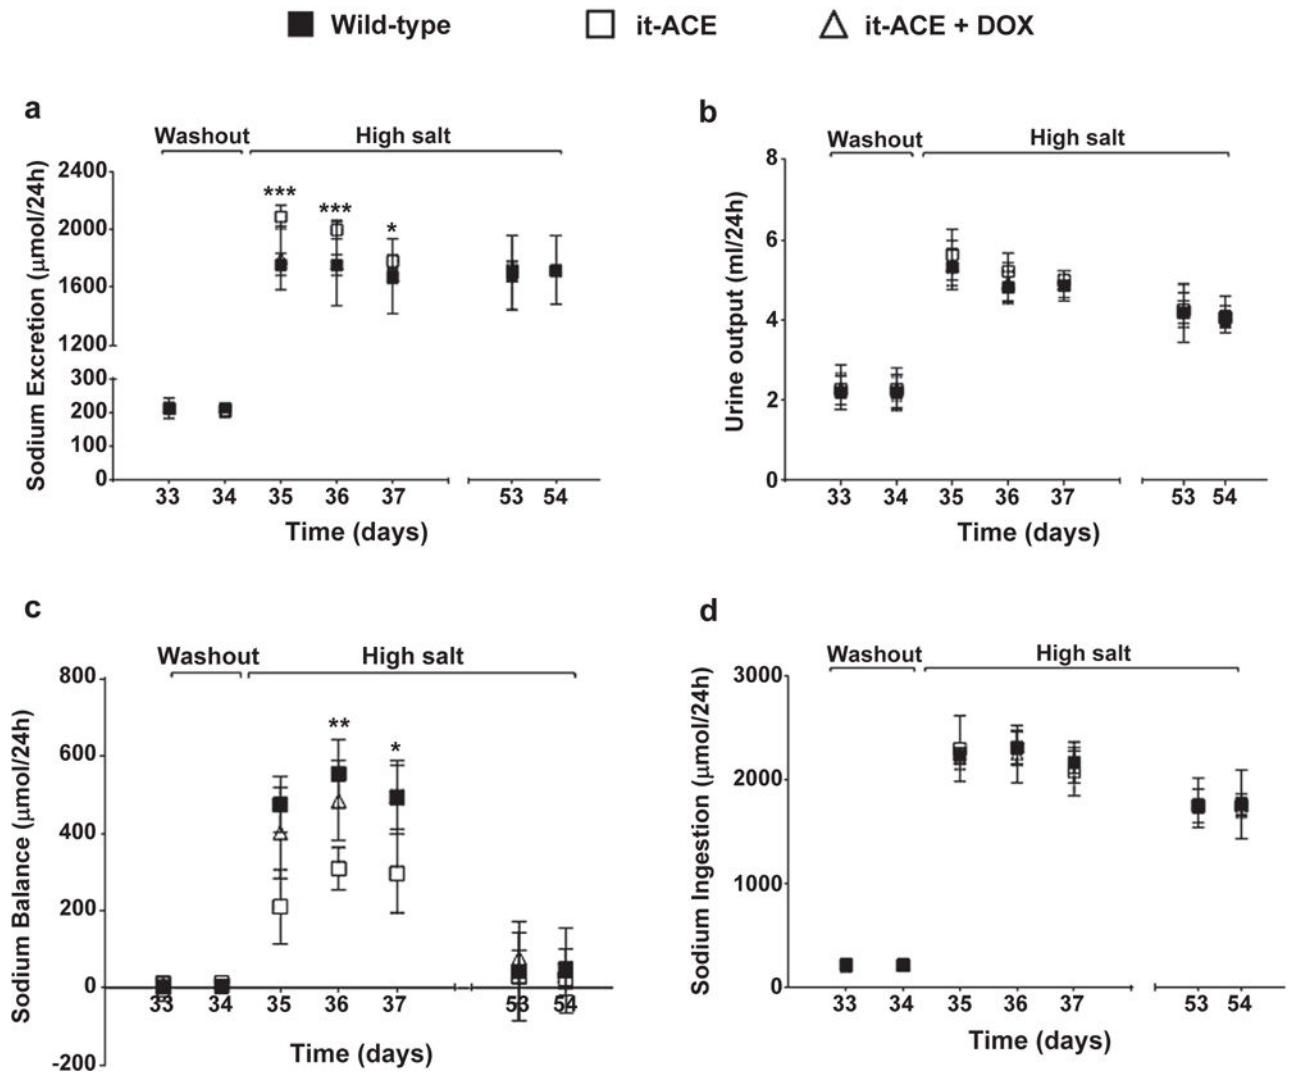 Wild-type it-ACE it-ACE + DOX
a
Washout High salt
Sodium Excretion (μmol/24h)
2400
2000
1600
1200
300
200
100
0
***
***
*
33 34 35 36 37 53 54
Time (days)
b
Washout High salt
Urine output (ml/24h)
8
6
4
2
0
33 34 35 36 37 53 54
Time (days)
c
Washout High salt
Sodium Balance (μmol/24h)
800
600
400
200
0
-200
**
*
33 34 35 36 37 53 54
Time (days)
d
Washout High salt
Sodium Ingestion (μmol/24h)
3000
2000
1000
0
33 34 35 36 37 53 54
Time (days)